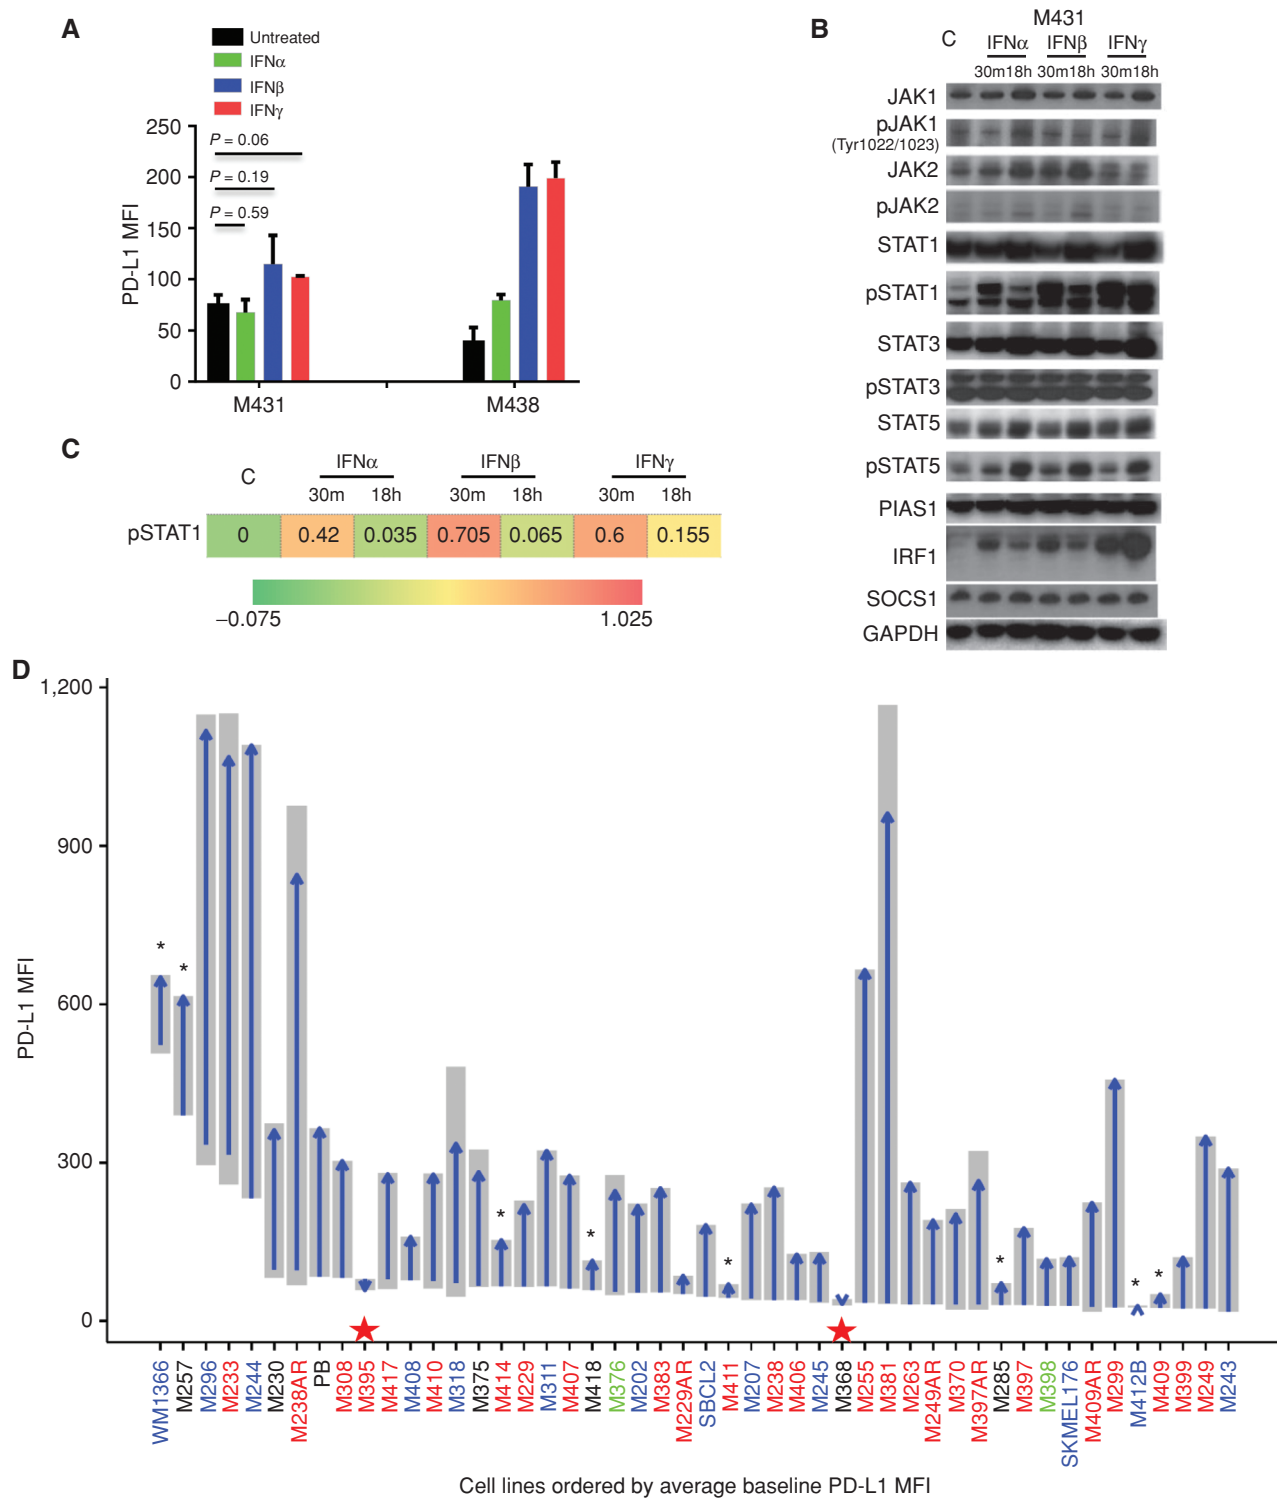 A
Untreated
IFNα
IFNβ
IFNγ
250
200
150
100
50
0
PD-L1 MFI
P = 0.06
P = 0.19
P = 0.59
M431
M438
B
M431
C
IFNα
IFNβ
IFNγ
30m18h 30m18h 30m18h
JAK1
pJAK1
(Tyr1022/1023)
JAK2
pJAK2
STAT1
pSTAT1
STAT3
pSTAT3
STAT5
pSTAT5
PIAS1
IRF1
SOCS1
GAPDH
C
C
IFNα
IFNβ
IFNγ
30m 18h 30m 18h 30m 18h
pSTAT1 0 0.42 0.035 0.705 0.065 0.6 0.155
−0.075 1.025
D
1,200
900
600
300
0
PD-L1 MFI
* * * * * * * *
WM1366
M257
M296
M233
M244
M230
M238AR
PB
M308
M395
M417
M408
M410
M318
M375
M414
M229
M311
M407
M418
M376
M202
M383
M229AR
SBCL2
M411
M207
M238
M406
M245
M368
M255
M381
M263
M249AR
M370
M397AR
M285
M397
M398
SKMEL176
M409AR
M299
M412B
M409
M399
M249
M243
Cell lines ordered by average baseline PD-L1 MFI